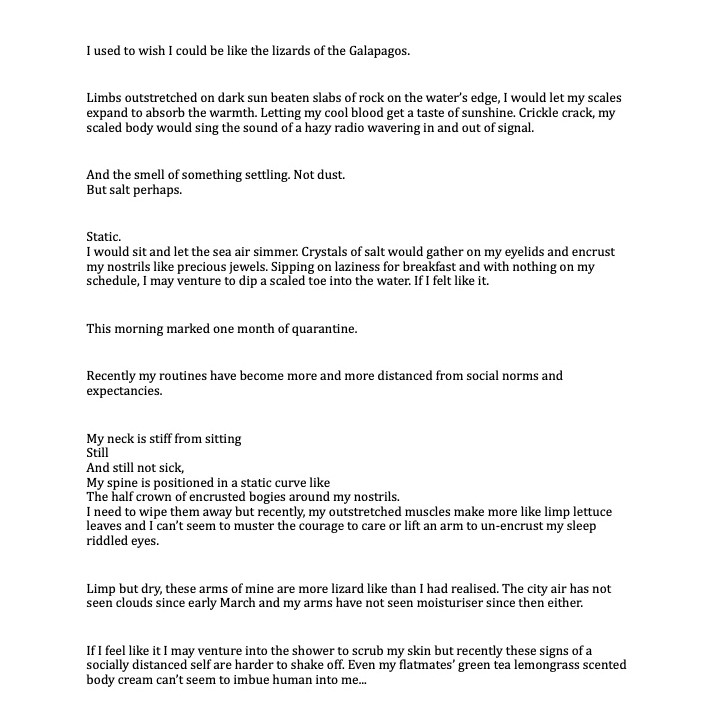 I used to wish I could be like the lizards of the Galapagos.
Limbs outstretched on dark sun beaten slabs of rock on the water's edge, I would let my scales
expand to absorb the warmth. Letting my cool blood get a taste of sunshine. Crickle crack, my
scaled body would sing the sound of a hazy radio wavering in and out of signal.
And the smell of something settling. Not dust.
But salt perhaps.
Static.
I would sit and let the sea air simmer. Crystals of salt would gather on my eyelids and encrust
my nostrils like precious jewels. Sipping on laziness for breakfast and with nothing on my
schedule, I may venture to dip a scaled toe into the water. If I felt like it.
This morning marked one month of quarantine.
Recently my routines have become more and more distanced from social norms and
expectancies.
My neck is stiff from sitting
Still
And still not sick,
My spine is positioned in a static curve like
The half crown of encrusted bogies around my nostrils.
I need to wipe them away but recently, my outstretched muscles make more like limp lettuce
leaves and I can't seem to muster the courage to care or lift an arm to un-encrust my sleep
riddled eyes.
Limp but dry, these arms of mine are more lizard like than I had realised. The city air has not
seen clouds since early March and my arms have not seen moisturiser since then either.
If I feel like it I may venture into the shower to scrub my skin but recently these signs of a
socially distanced self are harder to shake off. Even my flatmates' green tea lemongrass scented
body cream can't seem to imbue human into me...